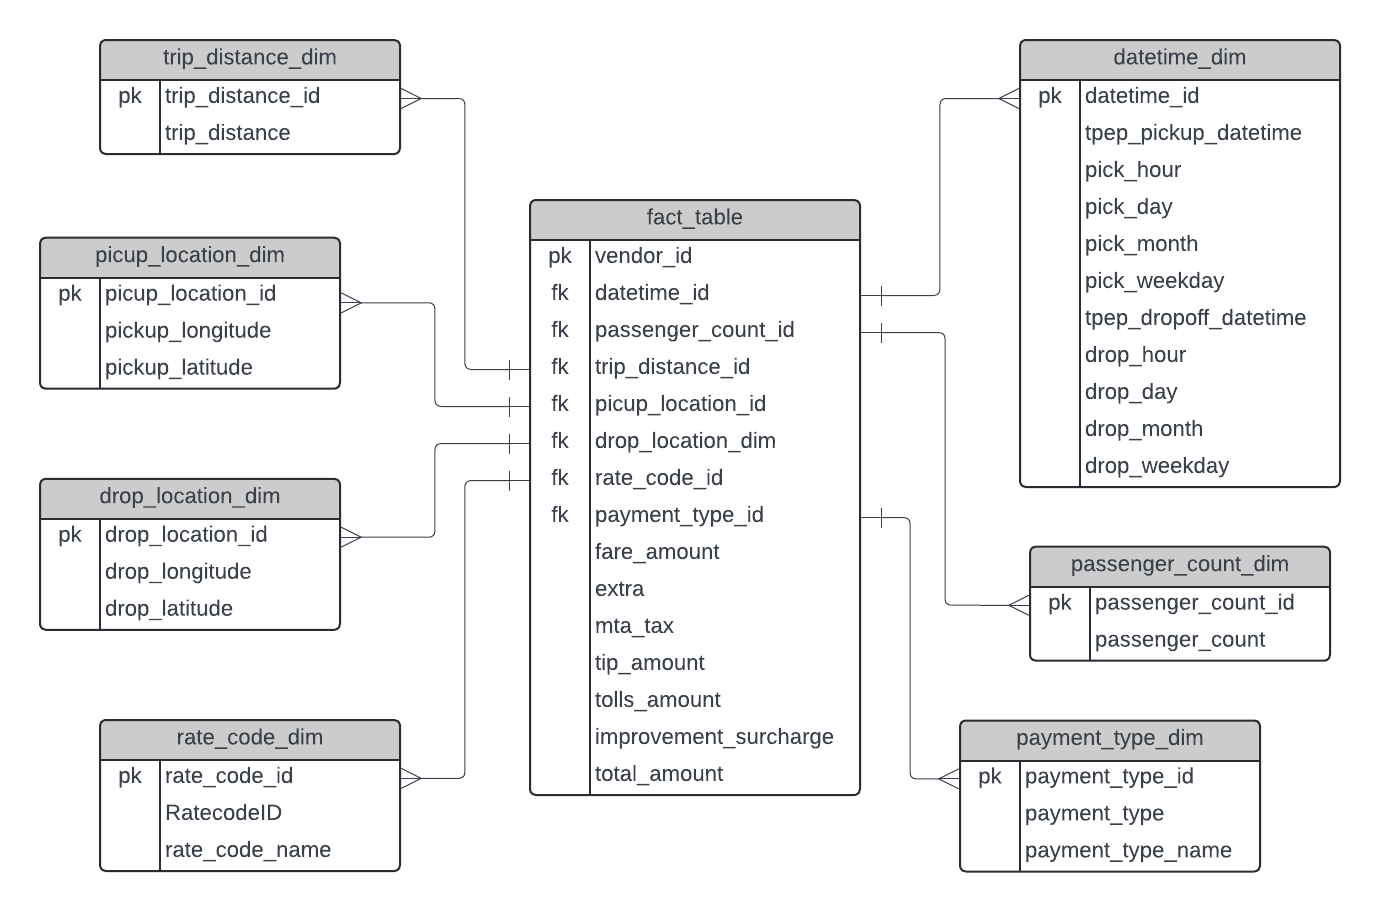 trip_distance_dim
pk trip_distance_id
trip_distance
picup_location_dim
pk picup_location_id
pickup_longitude
pickup_latitude
drop_location_dim
pk drop_location_id
drop_longitude
drop_latitude
rate_code_dim
pk rate_code_id
RatecodeID
rate_code_name
fact_table
pk vendor_id
fk datetime_id
fk passenger_count_id
fk trip_distance_id
fk picup_location_id
fk drop_location_dim
fk rate_code_id
fk payment_type_id
fare_amount
extra
mta_tax
tip_amount
tolls_amount
improvement_surcharge
total_amount
datetime_dim
pk datetime_id
tpep_pickup_datetime
pick_hour
pick_day
pick_month
pick_weekday
tpep_dropoff_datetime
drop_hour
drop_day
drop_month
drop_weekday
passenger_count_dim
pk passenger_count_id
passenger_count
payment_type_dim
pk payment_type_id
payment_type
payment_type_name